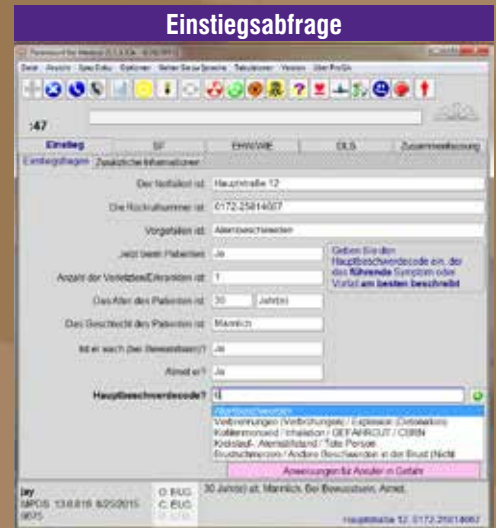 Einstiegsabfrage
:47
Einstieg SF DLS Zusammenfassung
Einstiegsfragen Zusätzliche Informationen
Der Notfallort ist: Hauptstraße 12
Die Rückrufnummer ist: 0172-25814667
Vorgefallen ist: Atembeschwerden
Jetzt beim Patienten: Ja
Anzahl der Verletzten/Erkrankten ist: 1
Das Alter des Patienten ist: 30 Jahr(e)
Das Geschlecht des Patienten ist: Männlich
Ist er wach (bei Bewusstsein)? Ja
Atmet er? Ja
Geben Sie den
Hauptbeschwerdecode ein, der
das führende Symptom oder
Vorfall am besten beschreibt
Hauptbeschwerdecode? 6
Atembeschwerden
Verbrennungen (Verbrühungen) / Explosion
Kohlenmonoxid / Inhalation / GEFAHRGUT / CBRN
Kreislauf-, Atemstillstand / Tote Person
Brustschmerzen / Andere Beschwerden in der Brust (Nicht
Anweisungen für Anrufer in Gefahr
30 Jahr(e) alt, Männlich, Bei Bewusstsein, Atmet.
Hauptstraße 12, 0172-25814667